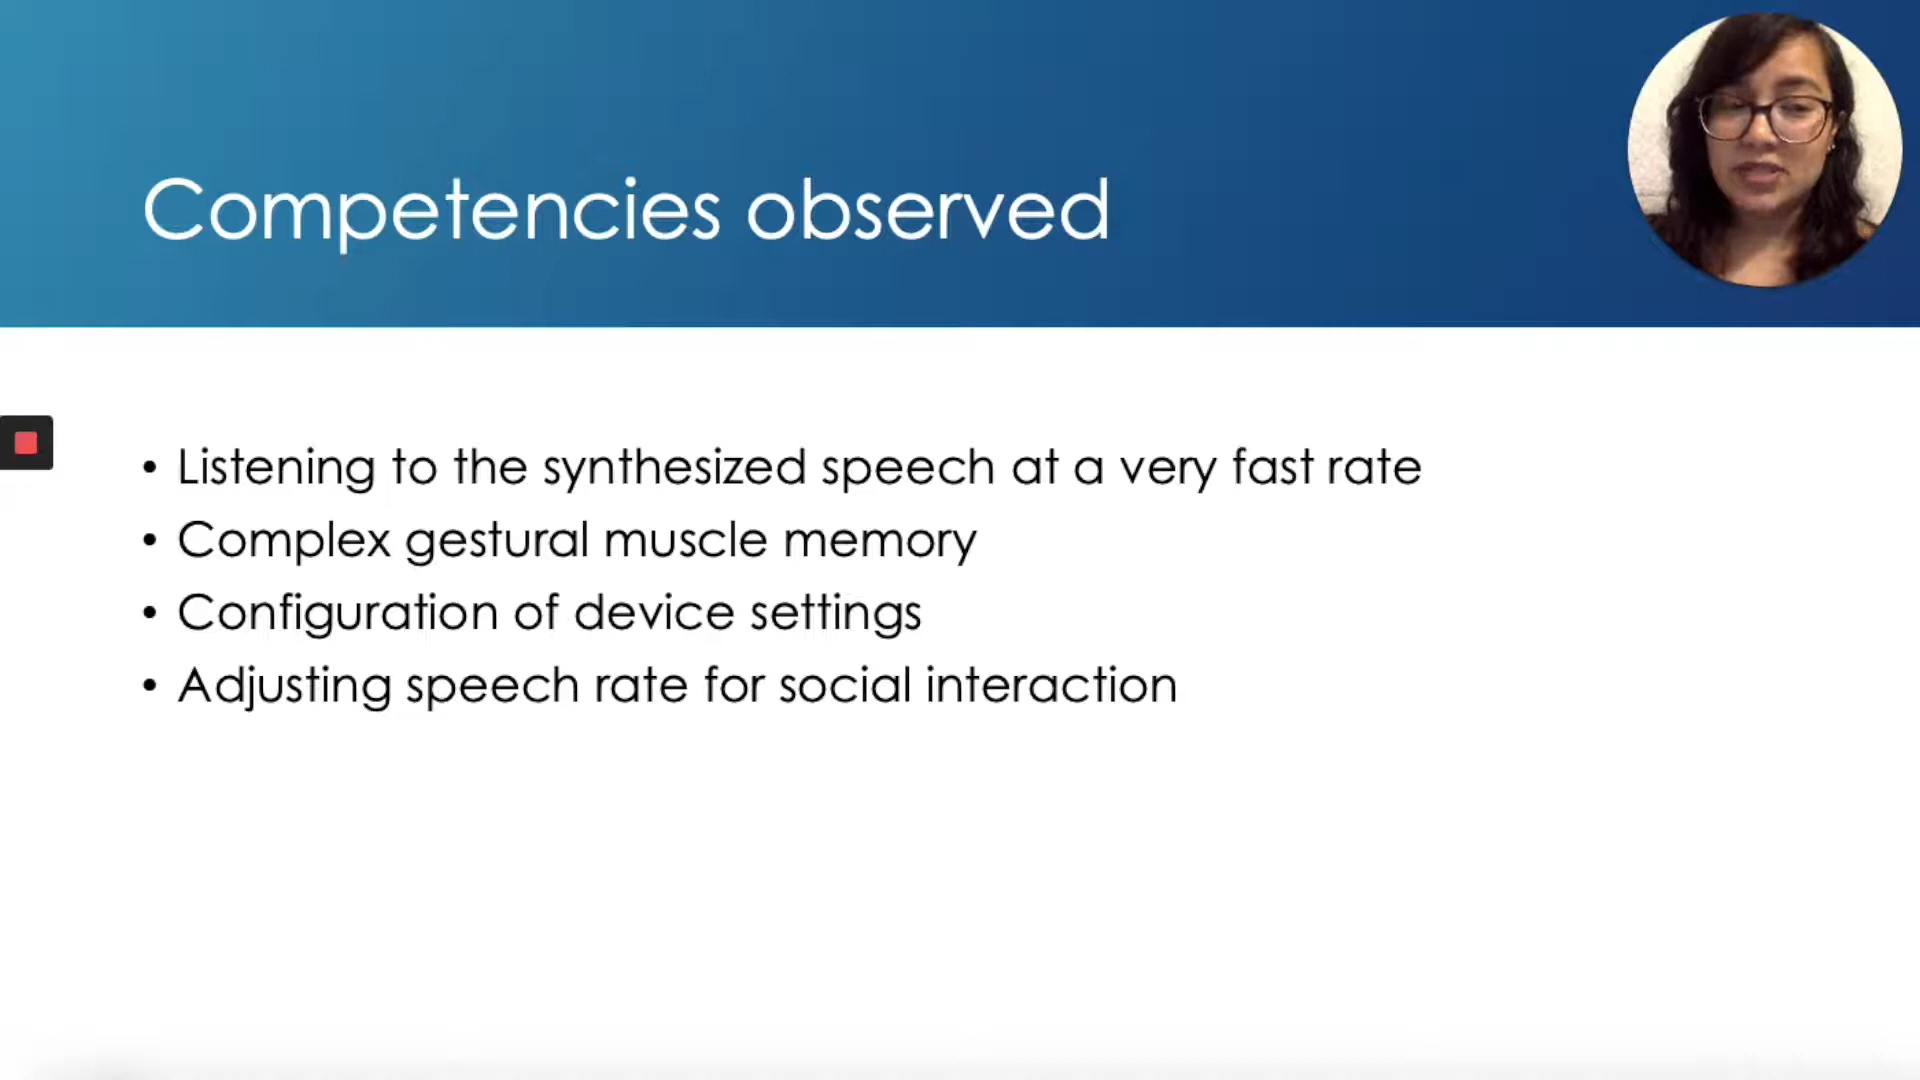 Competencies observed
• Listening to the synthesized speech at a very fast rate
• Complex gestural muscle memory
• Configuration of device settings
• Adjusting speech rate for social interaction